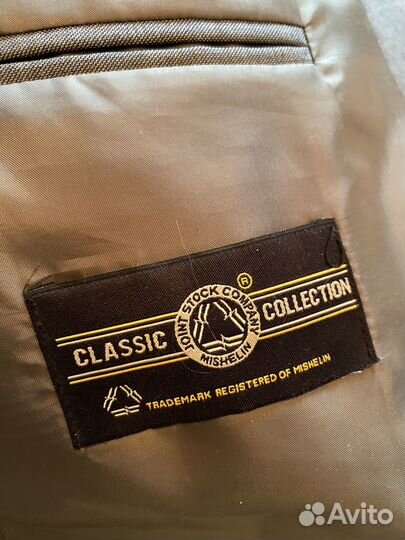 ®
JOINT STOCK COMPANY
MISHELIN
CLASSIC COLLECTION
TRADEMARK REGISTERED OF MISHELIN
Avito